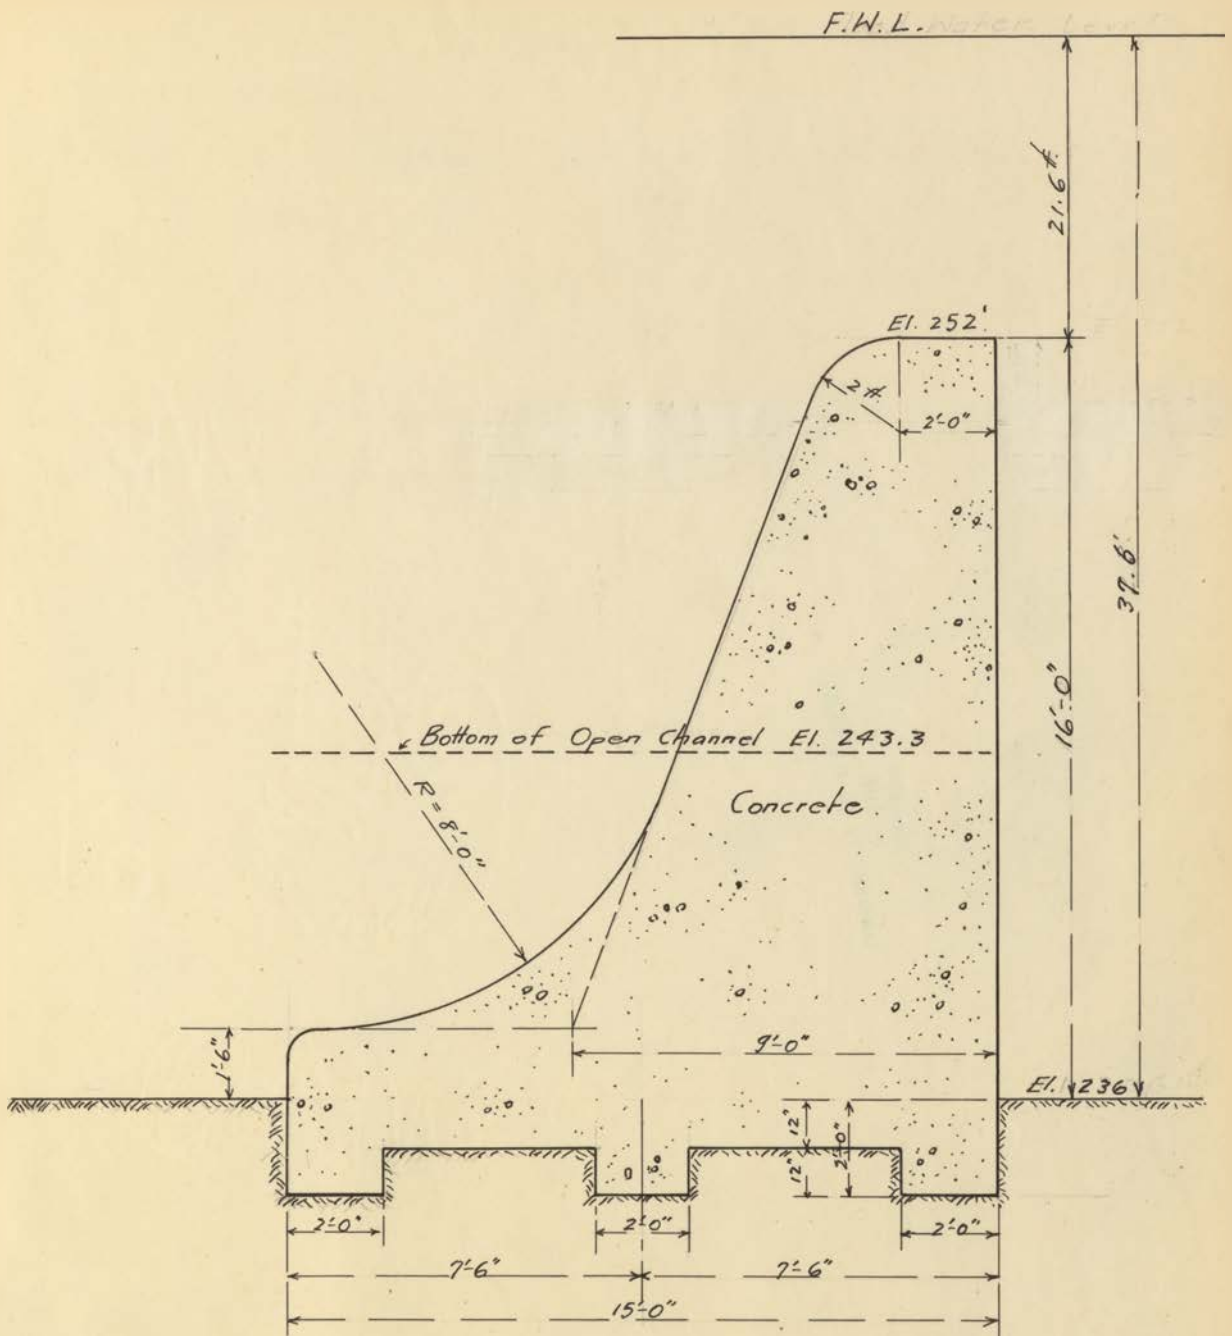 F.W.L.
21.6 ft.
El. 252'
2 ft.
2'-0"
37.6'
16'-0"
Bottom of Open Channel El. 243.3
R=8'-0"
Concrete
1'-6"
9'-0"
El. 236
12"
12"
2'-0"
2'-0"
2'-0"
2'-0"
7'-6"
7'-6"
15'-0"